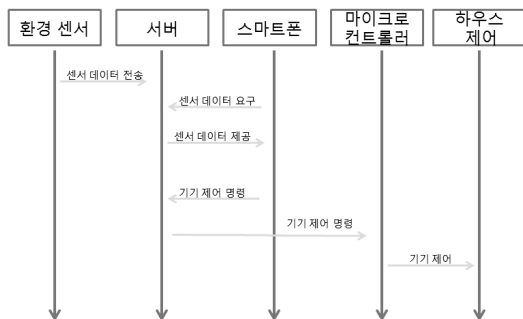 환경 센서
서버
스마트폰
마이크로
컨트롤러
하우스
제어
센서 데이터 전송
센서 데이터 요구
센서 데이터 제공
기기 제어 명령
기기 제어 명령
기기 제어